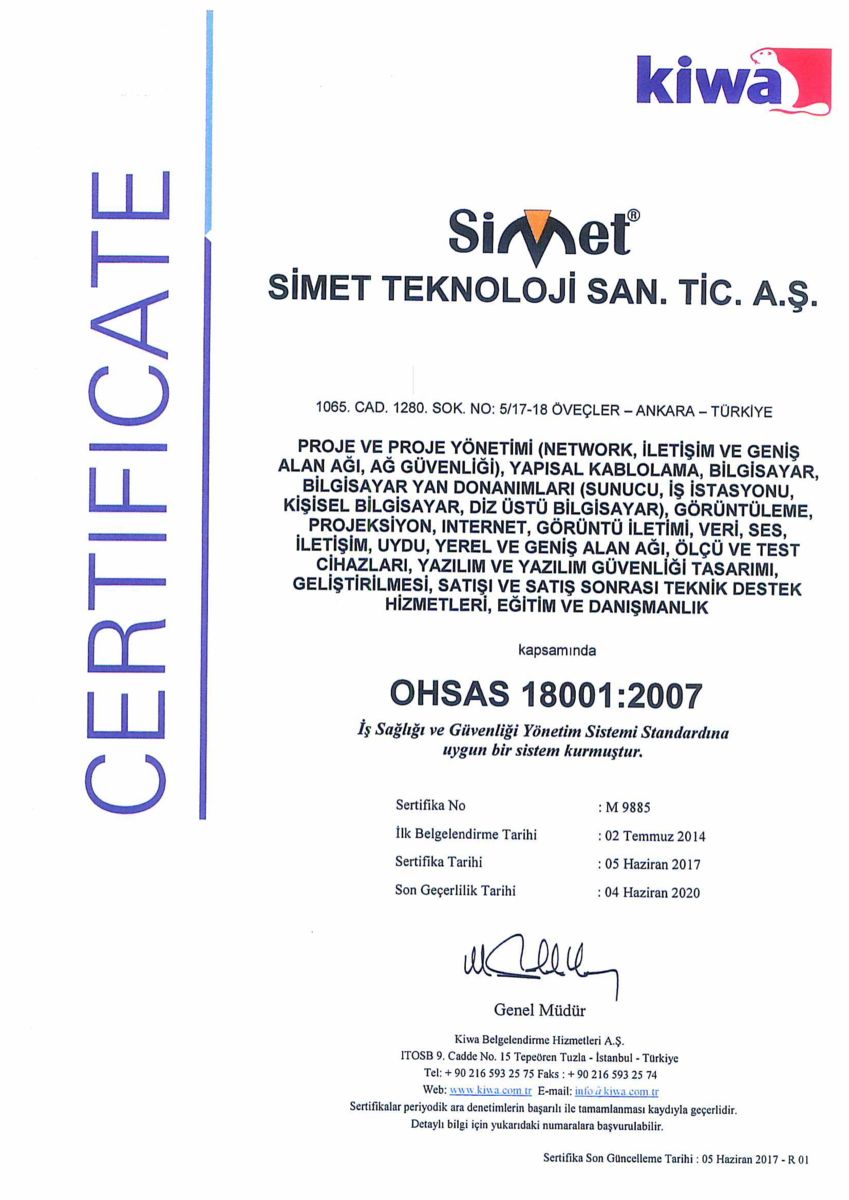 kiwa
CERTIFICATE
Simet®
SİMET TEKNOLOJİ SAN. TİC. A.Ş.
1065. CAD. 1280. SOK. NO: 5/17-18 ÖVEÇLER – ANKARA – TÜRKİYE
PROJE VE PROJE YÖNETİMİ (NETWORK, İLETİŞİM VE GENİŞ
ALAN AĞI, AĞ GÜVENLİĞİ), YAPISAL KABLOLAMA, BİLGİSAYAR,
BİLGİSAYAR YAN DONANIMLARI (SUNUCU, İŞ İSTASYONU,
KİŞİSEL BİLGİSAYAR, DİZ ÜSTÜ BİLGİSAYAR), GÖRÜNTÜLEME,
PROJEKSİYON, INTERNET, GÖRÜNTÜ İLETİMİ, VERİ, SES,
İLETİŞİM, UYDU, YEREL VE GENİŞ ALAN AĞI, ÖLÇÜ VE TEST
CİHAZLARI, YAZILIM VE YAZILIM GÜVENLİĞİ TASARIMI,
GELİŞTİRİLMESİ, SATIŞI VE SATIŞ SONRASI TEKNİK DESTEK
HİZMETLERİ, EĞİTİM VE DANIŞMANLIK
kapsamında
OHSAS 18001:2007
İş Sağlığı ve Güvenliği Yönetim Sistemi Standardına
uygun bir sistem kurmuştur.
Sertifika No : M 9885
İlk Belgelendirme Tarihi : 02 Temmuz 2014
Sertifika Tarihi : 05 Haziran 2017
Son Geçerlilik Tarihi : 04 Haziran 2020
Genel Müdür
Kiwa Belgelendirme Hizmetleri A.Ş.
ITOSB 9. Cadde No. 15 Tepeören Tuzla - İstanbul - Türkiye
Tel: + 90 216 593 25 75 Faks : + 90 216 593 25 74
Web: www.kiwa.com.tr E-mail: info@kiwa.com.tr
Sertifikalar periyodik ara denetimlerin başarılı ile tamamlanması kaydıyla geçerlidir.
Detaylı bilgi için yukarıdaki numaralara başvurulabilir.
Sertifika Son Güncelleme Tarihi : 05 Haziran 2017 - R 01